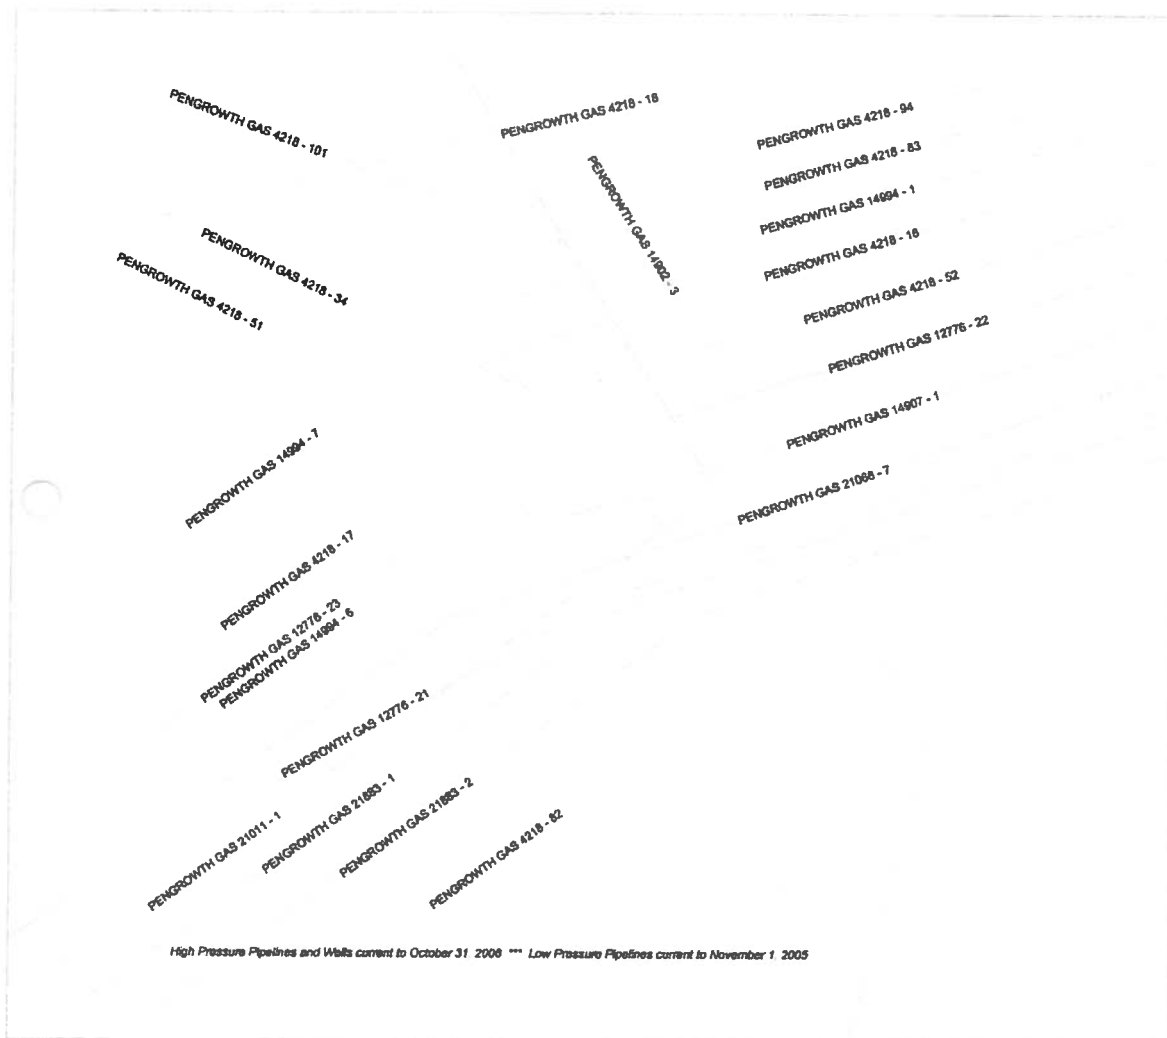 PENGROWTH GAS 4218 - 101
PENGROWTH GAS 4218 - 18
PENGROWTH GAS 4218 - 94
PENGROWTH GAS 4218 - 83
PENGROWTH GAS 14994 - 1
PENGROWTH GAS 14902 - 3
PENGROWTH GAS 4218 - 16
PENGROWTH GAS 4218 - 34
PENGROWTH GAS 4218 - 51
PENGROWTH GAS 4218 - 52
PENGROWTH GAS 12776 - 22
PENGROWTH GAS 14907 - 1
PENGROWTH GAS 14994 - 7
PENGROWTH GAS 21068 - 7
PENGROWTH GAS 4218 - 17
PENGROWTH GAS 12776 - 23
PENGROWTH GAS 14994 - 6
PENGROWTH GAS 12776 - 21
PENGROWTH GAS 21011 - 1
PENGROWTH GAS 21883 - 1
PENGROWTH GAS 21883 - 2
PENGROWTH GAS 4218 - 82
High Pressure Pipelines and Wells current to October 31 2006 *** Low Pressure Pipelines current to November 1, 2005